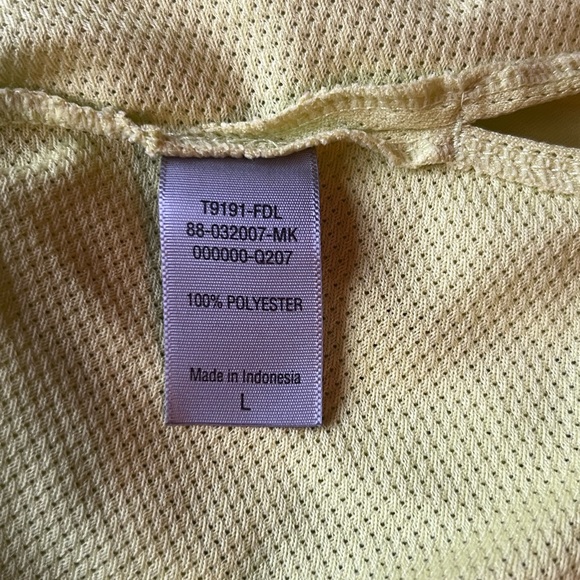 T9191-FDL
88-032007-MK
000000-Q207
100% POLYESTER
Made in Indonesia
L